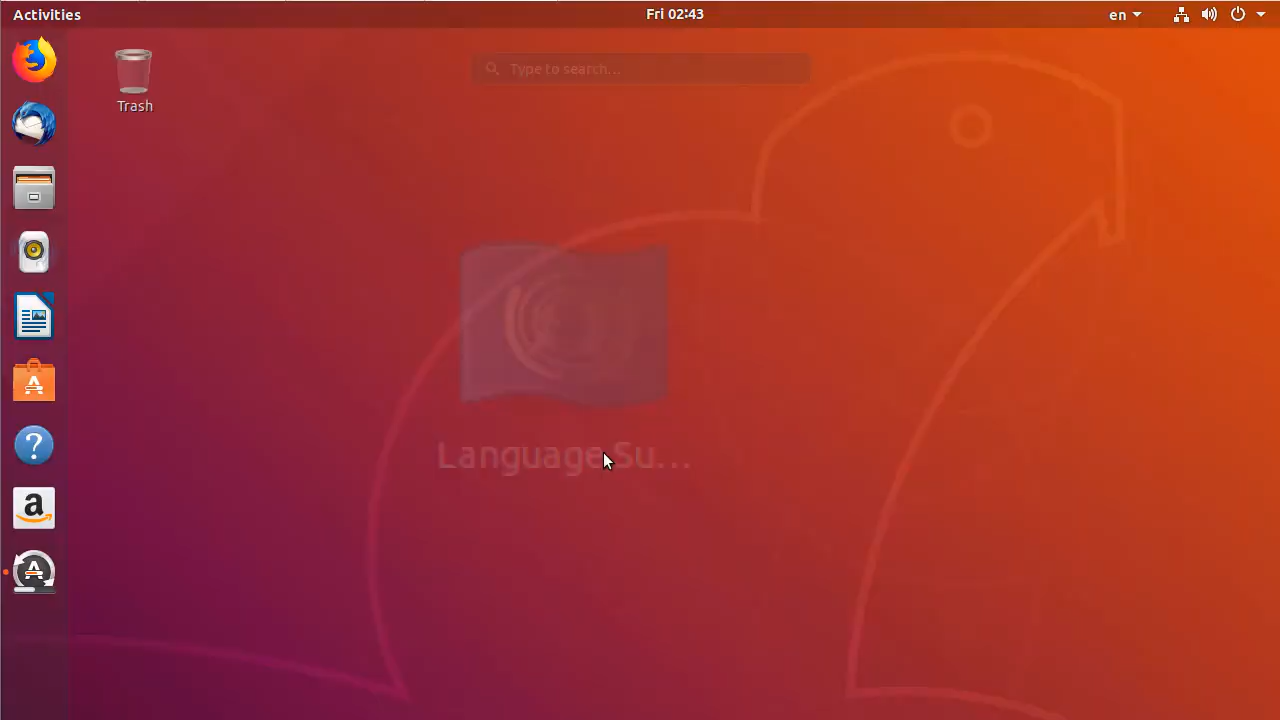 Activities
Fri 02:43
en
Type to search...
Trash
Language Su...